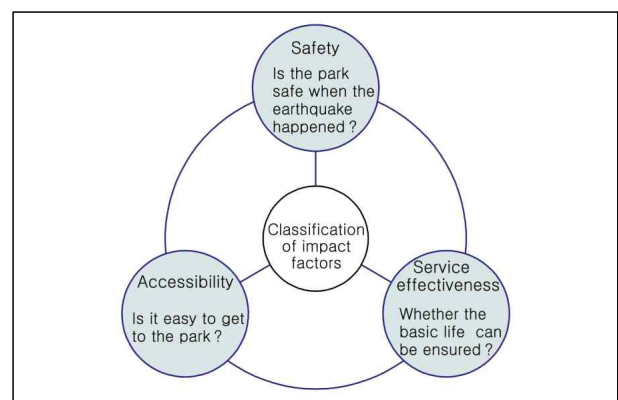 Safety
Is the park
safe when the
earthquake
happened ?
Classification
of impact
factors
Accessibility
Is it easy to get
to the park ?
Service
effectiveness
Whether the
basic life can
be ensured ?